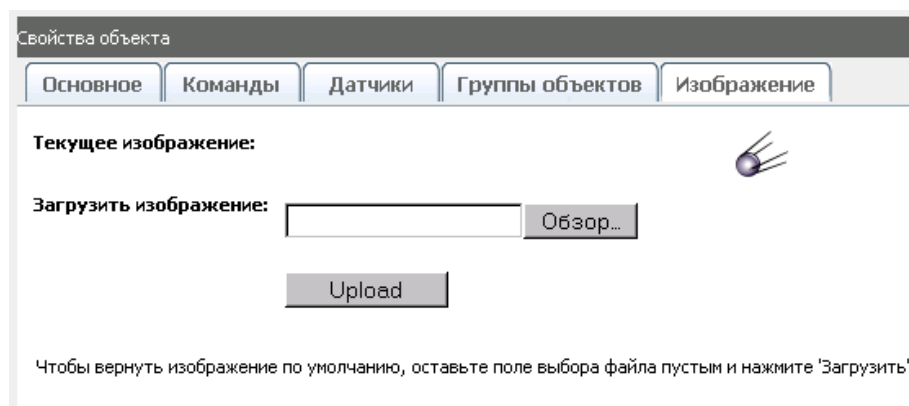 Свойства объекта
Основное Команды Датчики Группы объектов Изображение
Текущее изображение:
Загрузить изображение:
Обзор...
Upload
Чтобы вернуть изображение по умолчанию, оставьте поле выбора файла пустым и нажмите 'Загрузить'